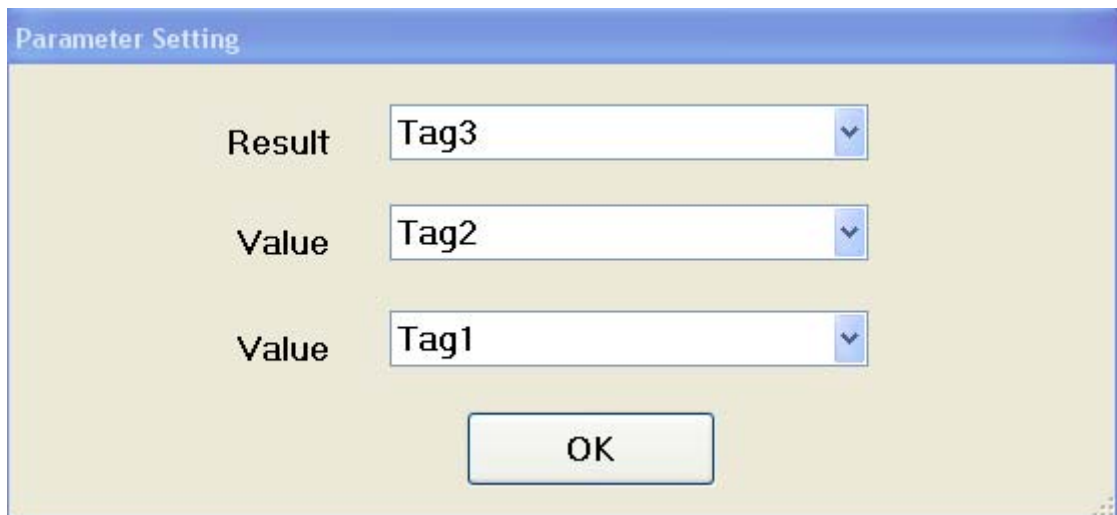 Parameter Setting
Result Tag3
Value Tag2
Value Tag1
OK